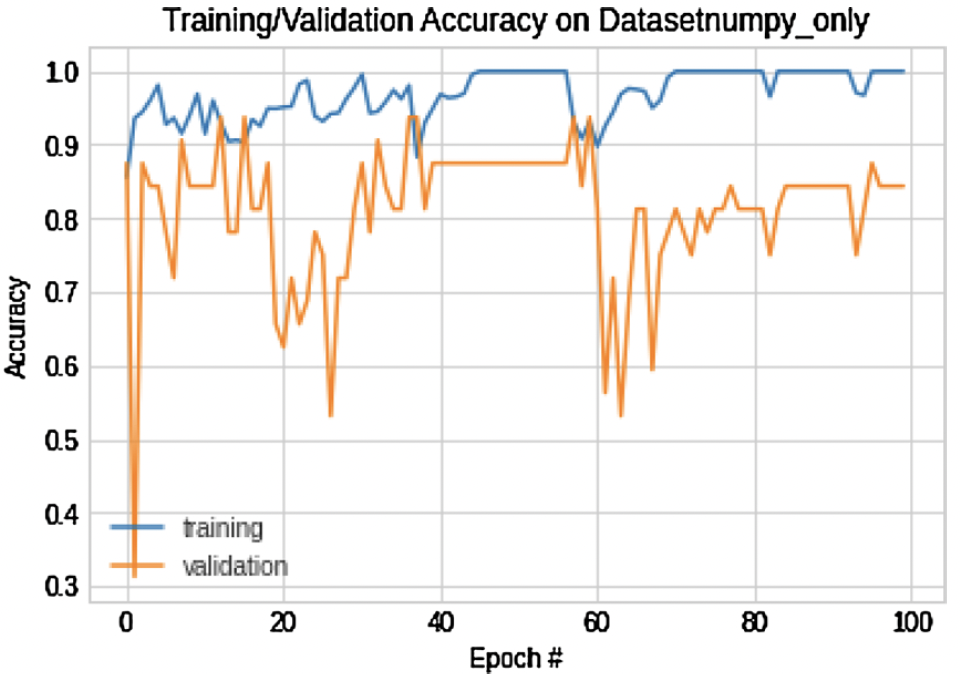 Training/Validation Accuracy on Datasetnumpy_only
1.0
0.9
0.8
0.7
0.6
0.5
0.4
0.3
Accuracy
training
validation
0 20 40 60 80 100
Epoch #